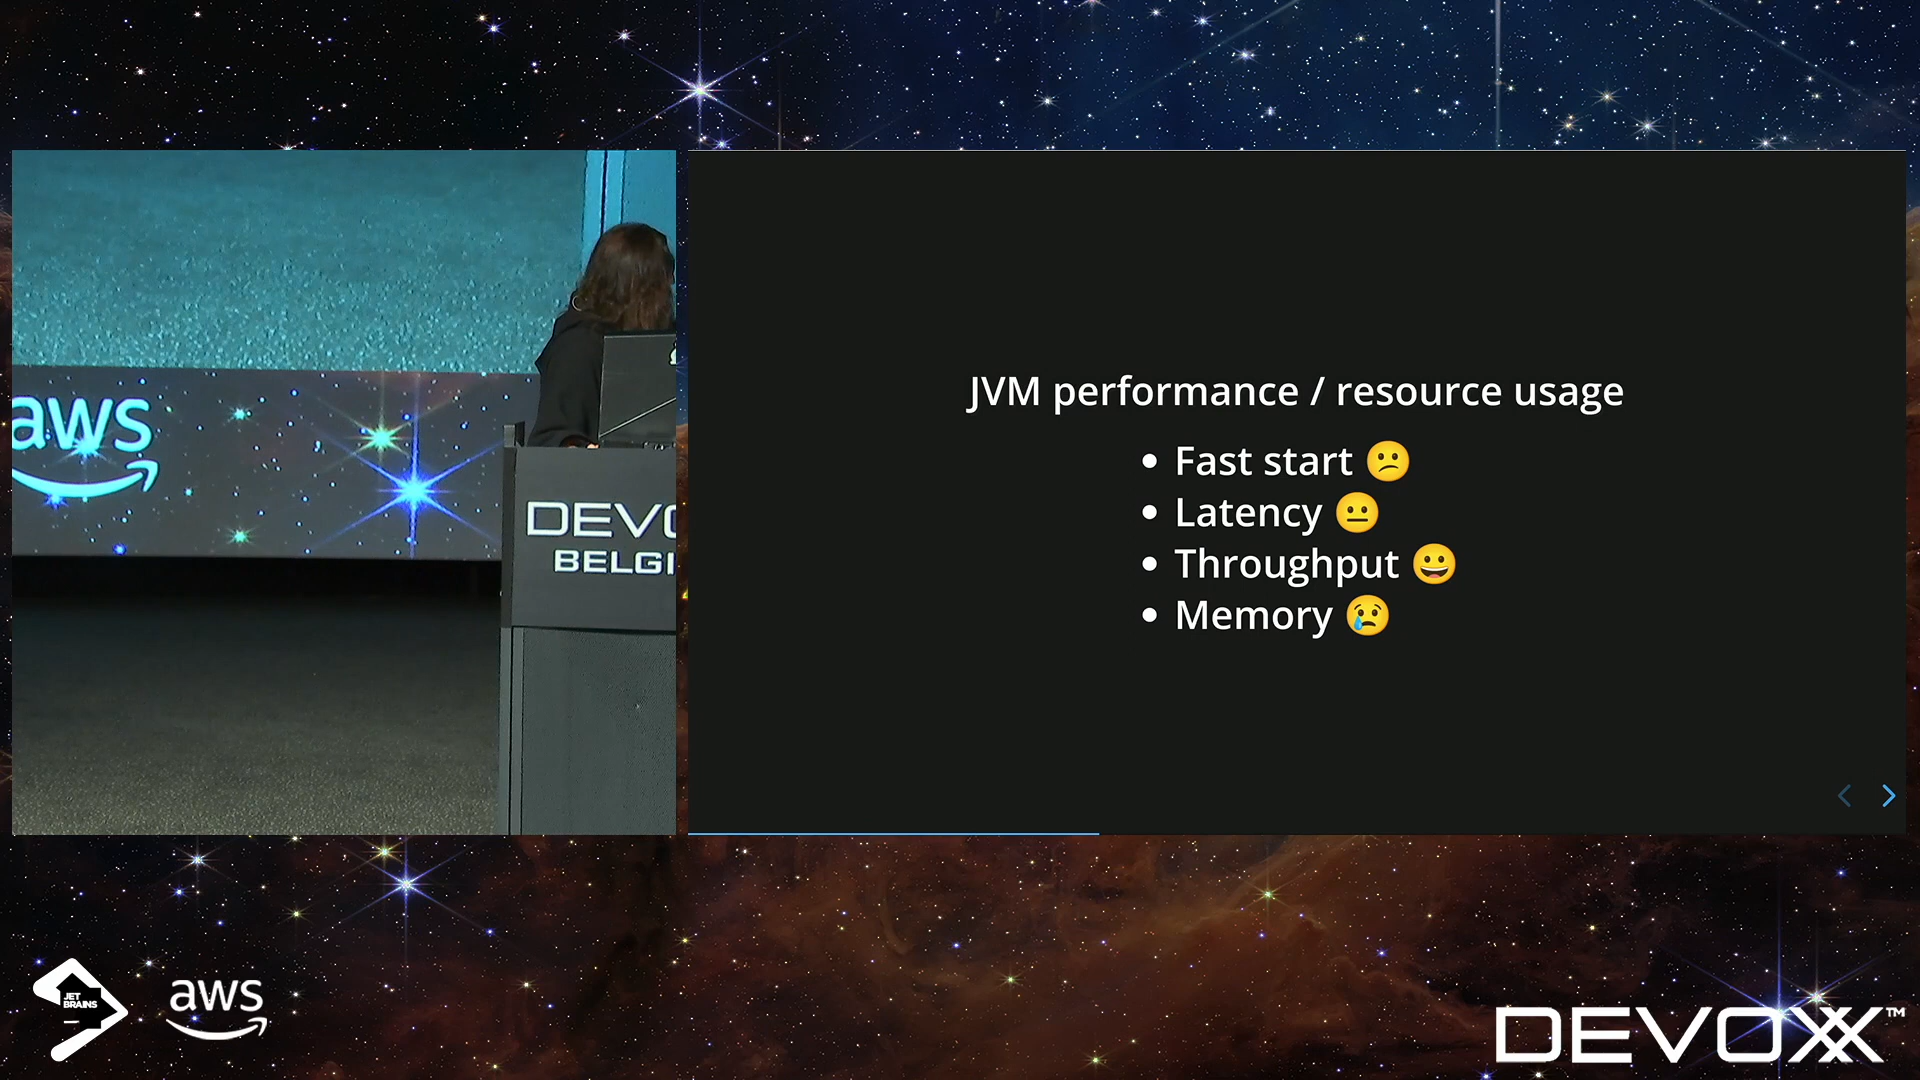 aws
DEVO
BELGI
JVM performance / resource usage
• Fast start 😕
• Latency 😐
• Throughput 😀
• Memory 😢
JET
BRAINS
aws
DEVOXX™